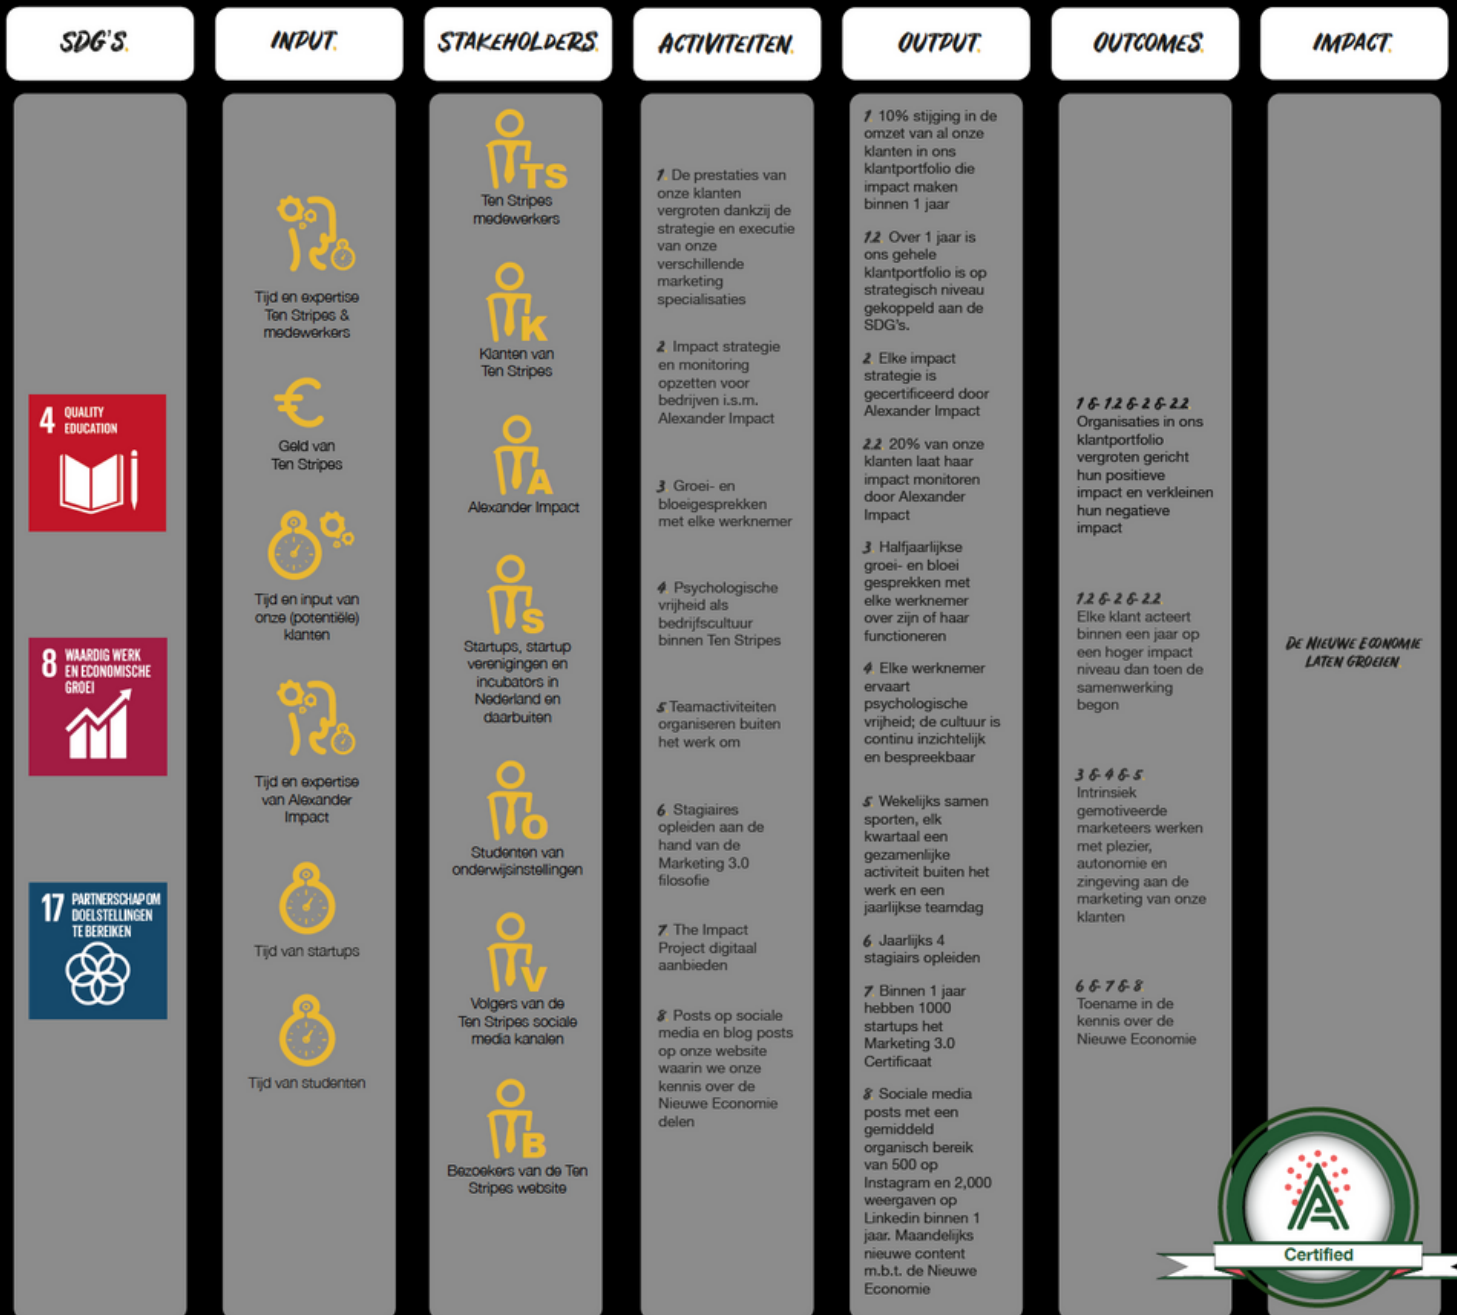 SDG'S.
INPUT.
STAKEHOLDERS.
ACTIVITEITEN.
OUTPUT.
OUTCOMES.
IMPACT.
4 QUALITY
EDUCATION
8 WAARDIG WERK
EN ECONOMISCHE
GROEI
17 PARTNERSCHAP OM
DOELSTELLINGEN
TE BEREIKEN
Tijd en expertise
Ten Stripes &
medewerkers
€
Geld van
Ten Stripes
Tijd en input van
onze (potentiële)
klanten
Tijd en expertise
van Alexander
Impact
Tijd van startups
Tijd van studenten
TS
Ten Stripes
medewerkers
K
Klanten van
Ten Stripes
A
Alexander Impact
S
Startups, startup
verenigingen en
incubators in
Nederland en
daarbuiten
O
Studenten van
onderwijsinstellingen
V
Volgers van de
Ten Stripes sociale
media kanalen
B
Bezoekers van de Ten
Stripes website
1. De prestaties van
onze klanten
vergroten dankzij de
strategie en executie
van onze
verschillende
marketing
specialisaties
2. Impact strategie
en monitoring
opzetten voor
bedrijven i.s.m.
Alexander Impact
3. Groei- en
bloeigesprekken
met elke werknemer
4. Psychologische
vrijheid als
bedrijfscultuur
binnen Ten Stripes
5. Teamactiviteiten
organiseren buiten
het werk om
6. Stagiaires
opleiden aan de
hand van de
Marketing 3.0
filosofie
7. The Impact
Project digitaal
aanbieden
8. Posts op sociale
media en blog posts
op onze website
waarin we onze
kennis over de
Nieuwe Economie
delen
1. 10% stijging in de
omzet van al onze
klanten in ons
klantportfolio die
impact maken
binnen 1 jaar
1.2. Over 1 jaar is
ons gehele
klantportfolio is op
strategisch niveau
gekoppeld aan de
SDG's.
2. Elke impact
strategie is
gecertificeerd door
Alexander Impact
2.2. 20% van onze
klanten laat haar
impact monitoren
door Alexander
Impact
3. Halfjaarlijkse
groei- en bloei
gesprekken met
elke werknemer
over zijn of haar
functioneren
4. Elke werknemer
ervaart
psychologische
vrijheid; de cultuur is
continu inzichtelijk
en bespreekbaar
5. Wekelijks samen
sporten, elk
kwartaal een
gezamenlijke
activiteit buiten het
werk en een
jaarlijkse teamdag
6. Jaarlijks 4
stagiairs opleiden
7. Binnen 1 jaar
hebben 1000
startups het
Marketing 3.0
Certificaat
8. Sociale media
posts met een
gemiddeld
organisch bereik
van 500 op
Instagram en 2,000
weergaven op
Linkedin binnen 1
jaar. Maandelijks
nieuwe content
m.b.t. de Nieuwe
Economie
1 & 1.2 & 2 & 2.2.
Organisaties in ons
klantportfolio
vergroten gericht
hun positieve
impact en verkleinen
hun negatieve
impact
1.2 & 2 & 2.2.
Elke klant acteert
binnen een jaar op
een hoger impact
niveau dan toen de
samenwerking
begon
3 & 4 & 5.
Intrinsiek
gemotiveerde
marketeers werken
met plezier,
autonomie en
zingeving aan de
marketing van onze
klanten
6 & 7 & 8.
Toename in de
kennis over de
Nieuwe Economie
DE NIEUWE ECONOMIE
LATEN GROEIEN.
Certified